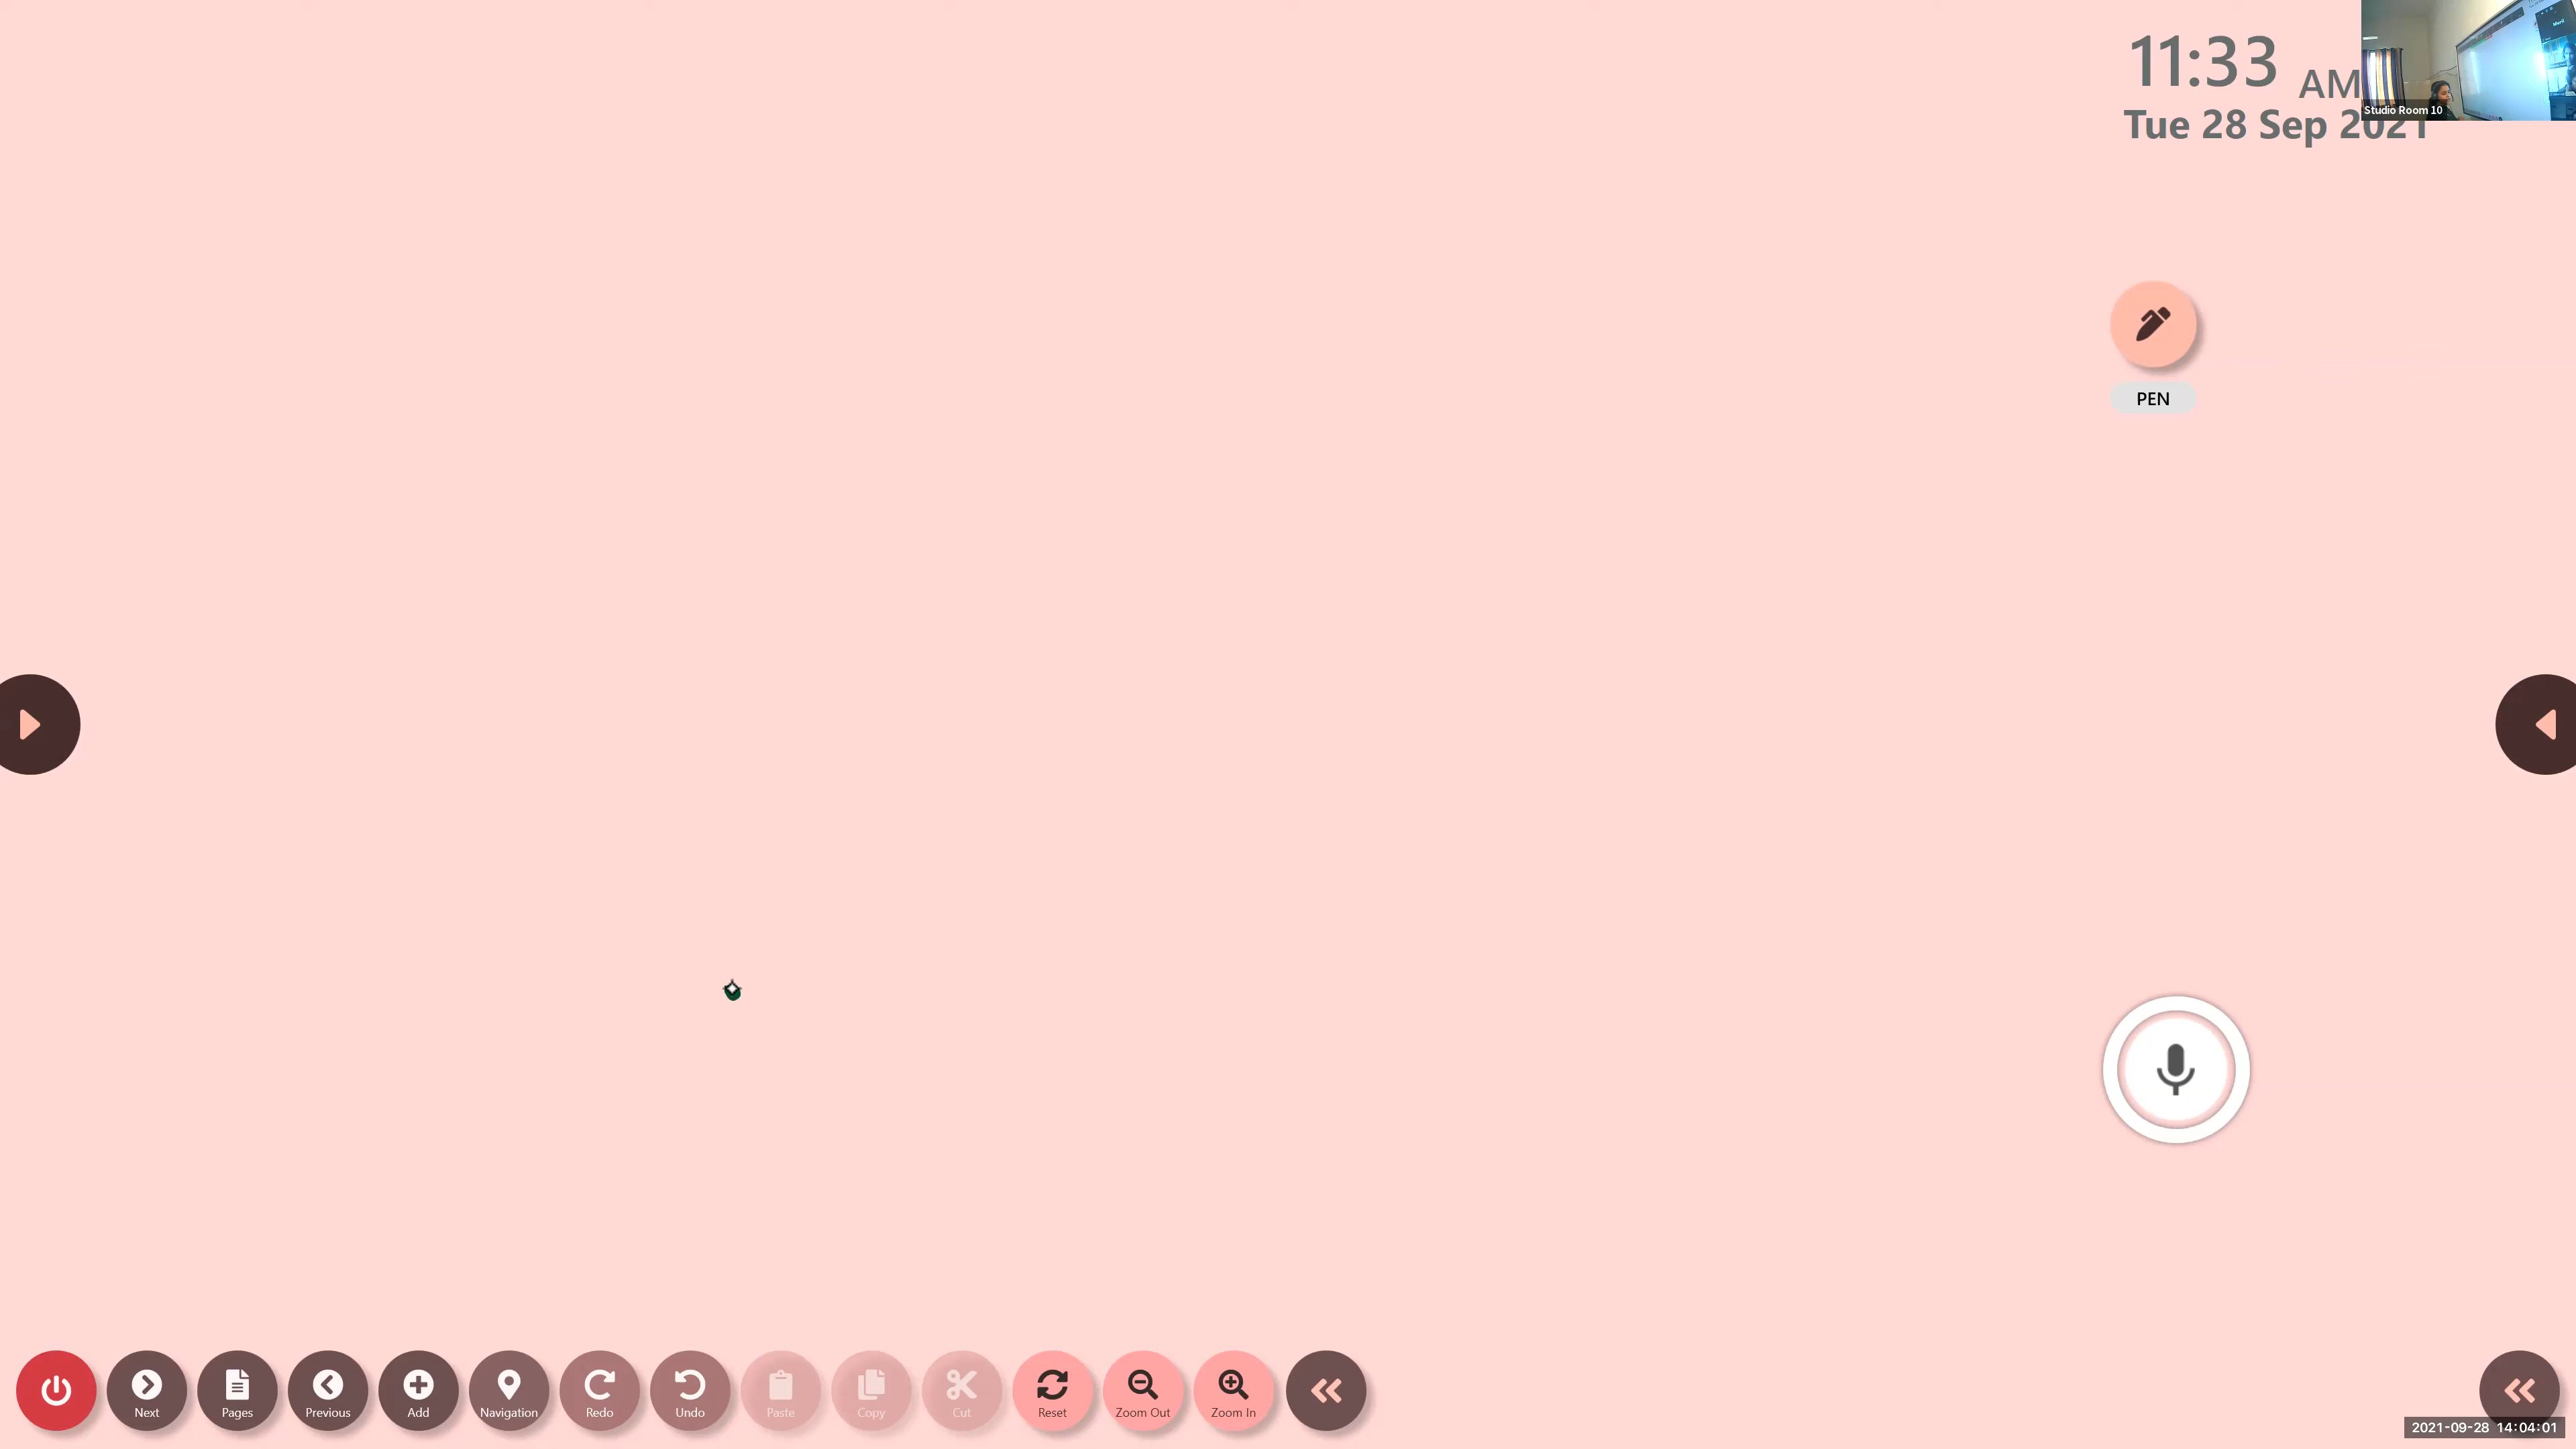 11:33 AM
Tue 28 Sep 2021
Studio Room 10
PEN
Next
Pages
Previous
Add
Navigation
Redo
Undo
Paste
Copy
Cut
Reset
Zoom Out
Zoom In
2021-09-28 14:04:01